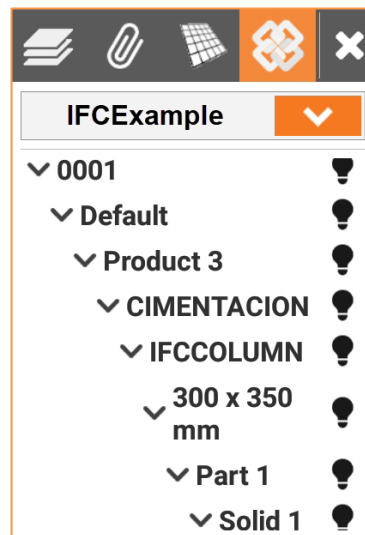 IFCExample
0001
Default
Product 3
CIMENTACION
IFCCOLUMN
300 x 350
mm
Part 1
Solid 1